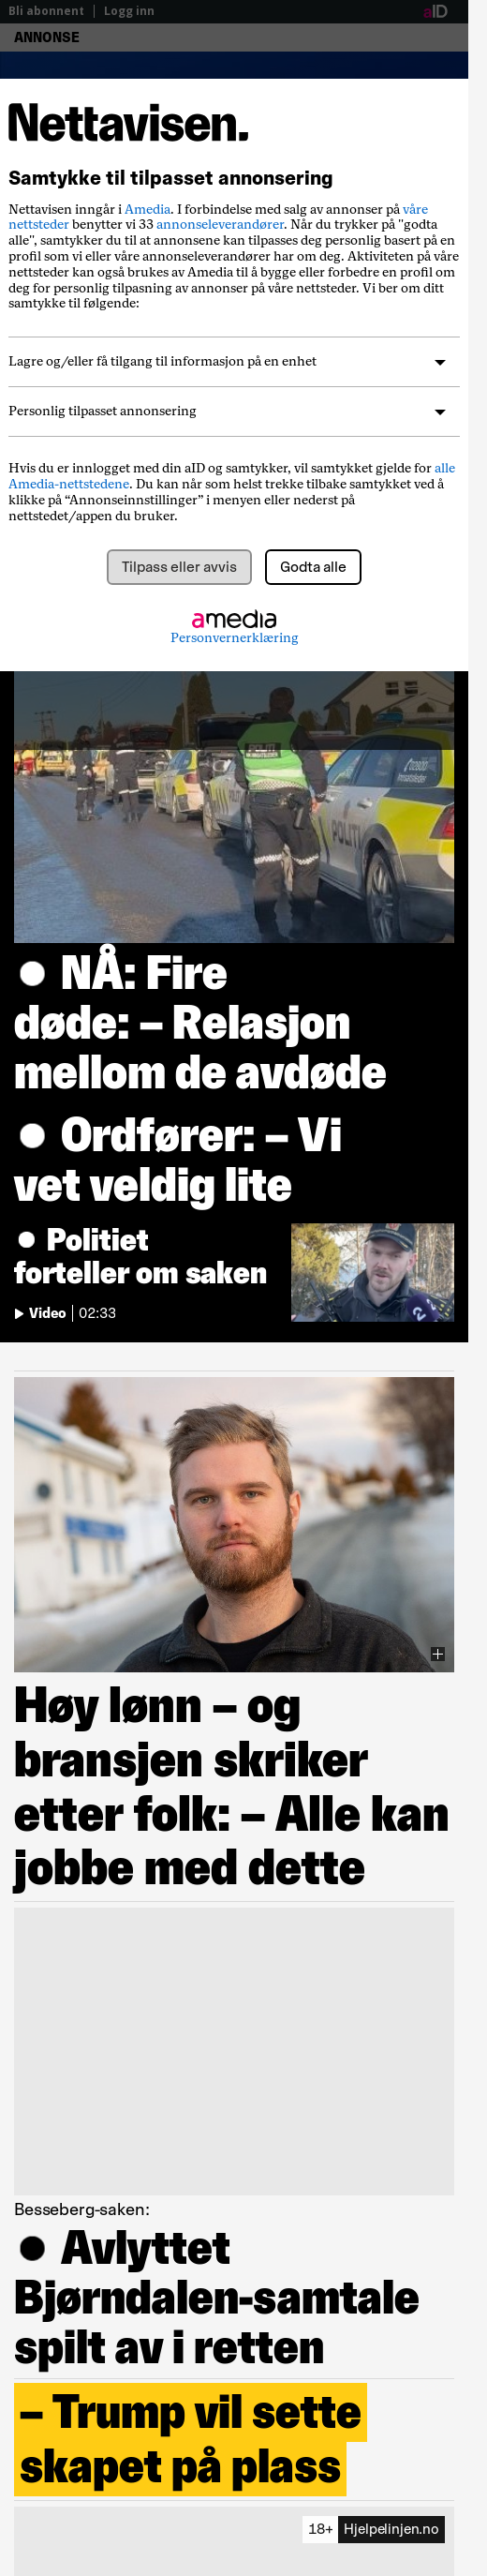 Bli abonnent | Logg inn
aID
ANNONSE
Nettavisen.
Samtykke til tilpasset annonsering
Nettavisen inngår i Amedia. I forbindelse med salg av annonser på våre
nettsteder benytter vi 33 annonseleverandører. Når du trykker på "godta
alle", samtykker du til at annonsene kan tilpasses deg personlig basert på en
profil som vi eller våre annonseleverandører har om deg. Aktiviteten på våre
nettsteder kan også brukes av Amedia til å bygge eller forbedre en profil om
deg for personlig tilpasning av annonser på våre nettsteder. Vi ber om ditt
samtykke til følgende:
Lagre og/eller få tilgang til informasjon på en enhet
Personlig tilpasset annonsering
Hvis du er innlogget med din aID og samtykker, vil samtykket gjelde for alle
Amedia-nettstedene. Du kan når som helst trekke tilbake samtykket ved å
klikke på “Annonseinnstillinger” i menyen eller nederst på
nettstedet/appen du bruker.
Tilpass eller avvis
Godta alle
amedia
Personvernerklæring
POLITI
NÅ: Fire
døde: – Relasjon
mellom de avdøde
Ordfører: – Vi
vet veldig lite
Politiet
forteller om saken
Video | 02:33
Høy lønn – og
bransjen skriker
etter folk: – Alle kan
jobbe med dette
Besseberg-saken:
Avlyttet
Bjørndalen-samtale
spilt av i retten
– Trump vil sette
skapet på plass
18+ Hjelpelinjen.no